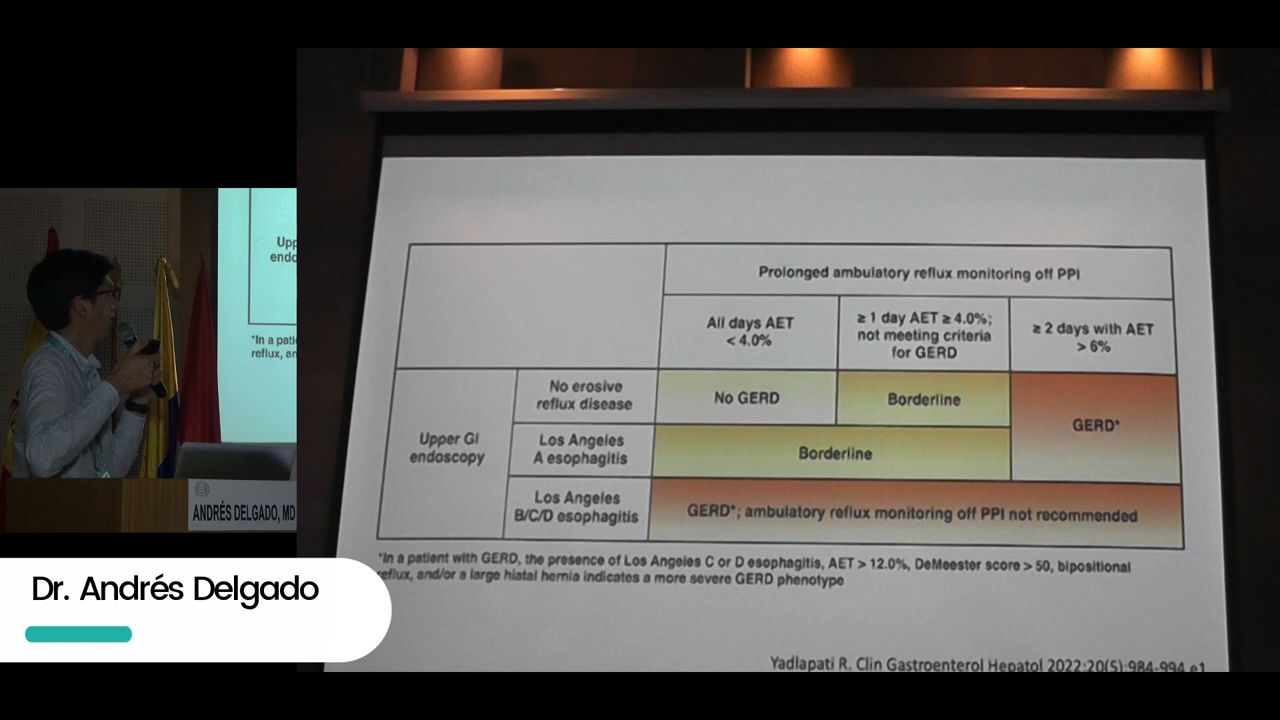 Prolonged ambulatory reflux monitoring off PPI
All days AET
< 4.0%
≥ 1 day AET ≥ 4.0%;
not meeting criteria
for GERD
≥ 2 days with AET
> 6%
Upper GI
endoscopy
No erosive
reflux disease
No GERD
Borderline
GERD*
Los Angeles
A esophagitis
Borderline
Los Angeles
B/C/D esophagitis
GERD*; ambulatory reflux monitoring off PPI not recommended
*In a patient with GERD, the presence of Los Angeles C or D esophagitis, AET > 12.0%, DeMeester score > 50, bipositional
reflux, and/or a large hiatal hernia indicates a more severe GERD phenotype
Yadlapati R. Clin Gastroenterol Hepatol 2022;20(5):984-994.e1
Upp
endo
*In a patie
reflux, an
ANDRÉS DELGADO, MD
Dr. Andrés Delgado